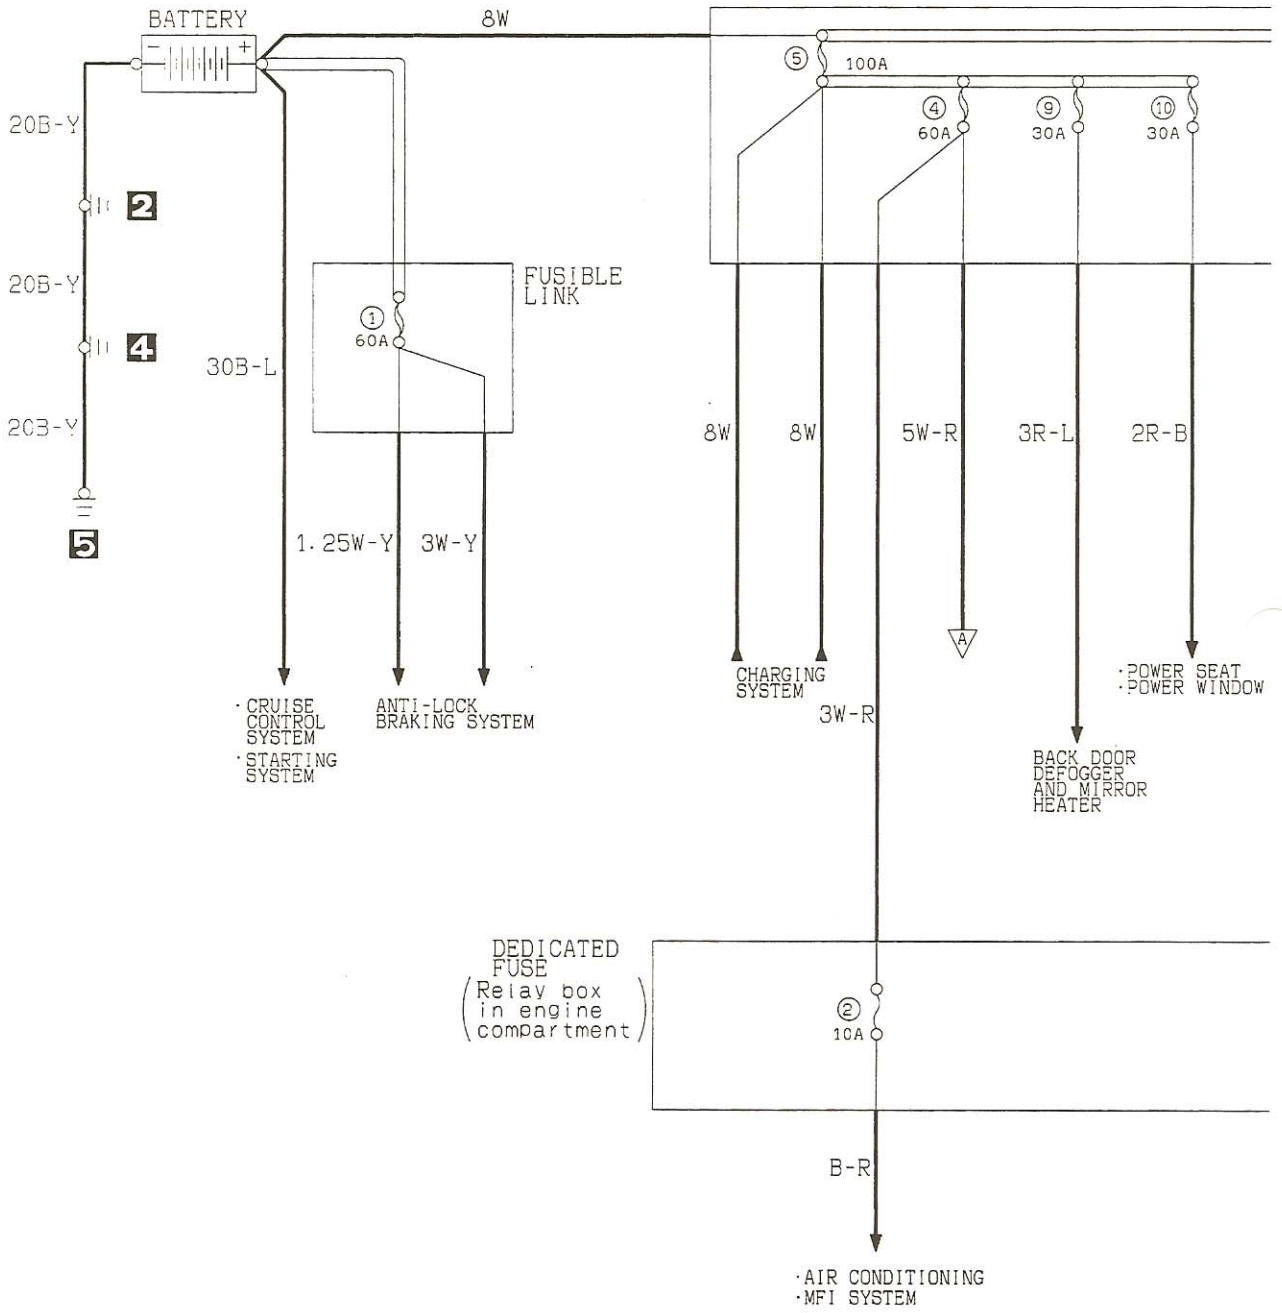 BATTERY
8W
- +
⑤
100A
④
60A
⑨
30A
⑩
30A
20B-Y
2
20B-Y
4
20B-Y
5
FUSIBLE
LINK
①
60A
30B-L
8W
8W
5W-R
3R-L
2R-B
1.25W-Y
3W-Y
A
·CRUISE
CONTROL
SYSTEM
·STARTING
SYSTEM
ANTI-LOCK
BRAKING SYSTEM
CHARGING
SYSTEM
·POWER SEAT
·POWER WINDOW
3W-R
BACK DOOR
DEFOGGER
AND MIRROR
HEATER
DEDICATED
FUSE
(Relay box
in engine
compartment)
②
10A
B-R
·AIR CONDITIONING
·MFI SYSTEM